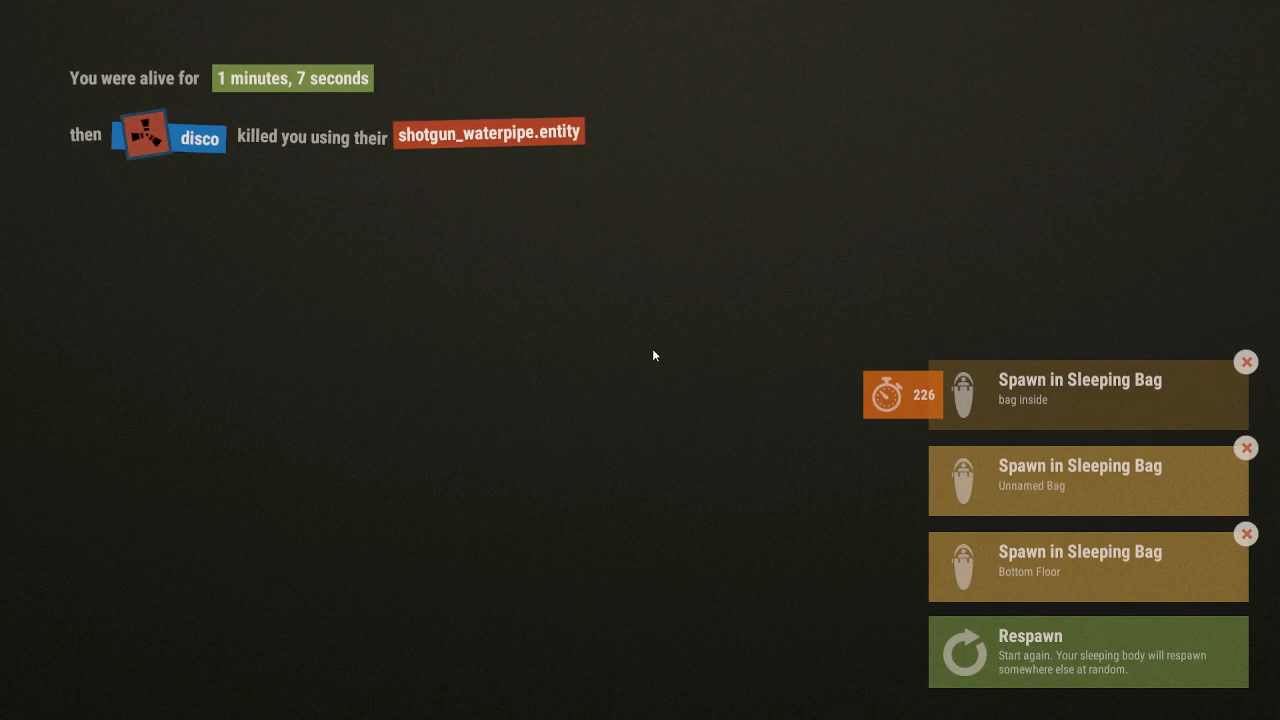 You were alive for 1 minutes, 7 seconds
then disco killed you using their shotgun_waterpipe.entity
226
Spawn in Sleeping Bag
bag inside
Spawn in Sleeping Bag
Unnamed Bag
Spawn in Sleeping Bag
Bottom Floor
Respawn
Start again. Your sleeping body will respawn
somewhere else at random.